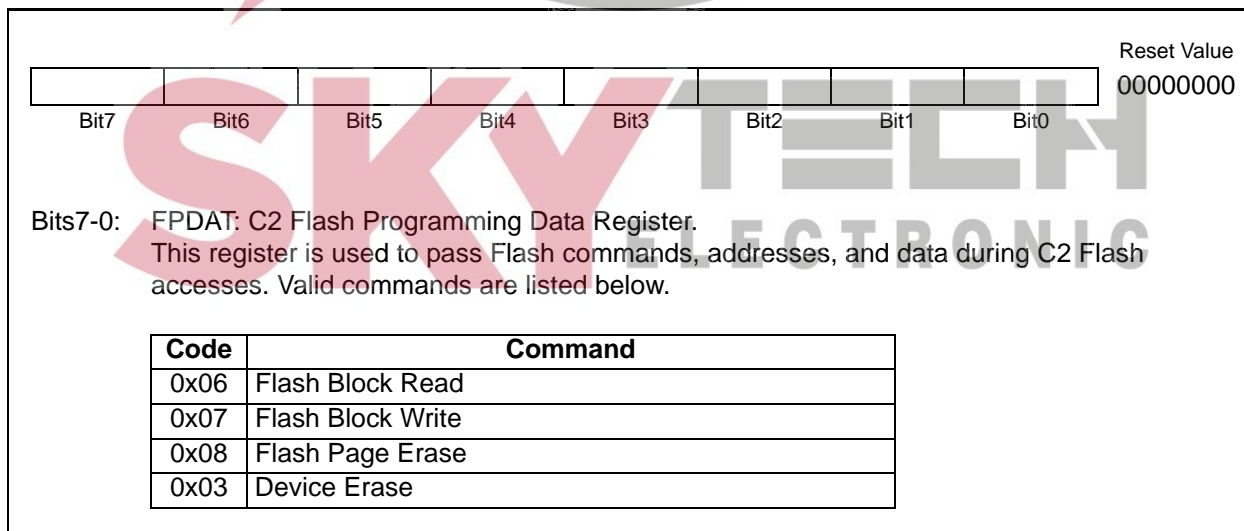 Reset Value
00000000
Bit7 Bit6 Bit5 Bit4 Bit3 Bit2 Bit1 Bit0
SKYTECH
ELECTRONIC
Bits7-0: FPDAT: C2 Flash Programming Data Register.
This register is used to pass Flash commands, addresses, and data during C2 Flash
accesses. Valid commands are listed below.
Code Command
0x06 Flash Block Read
0x07 Flash Block Write
0x08 Flash Page Erase
0x03 Device Erase